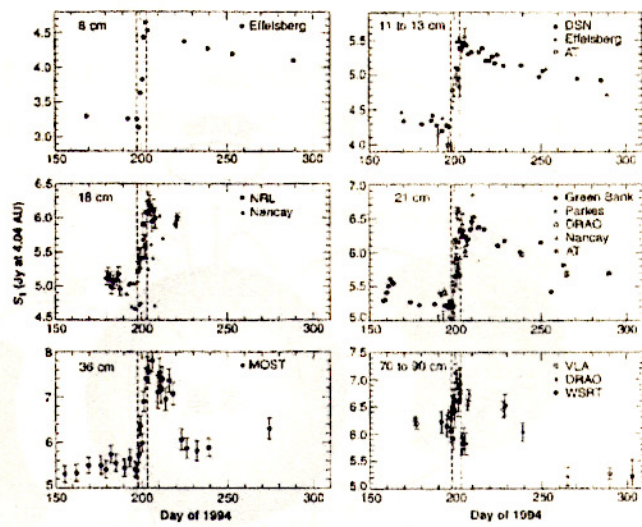 6 cm
Effelsberg
4.5
4.0
3.5
3.0
150 200 250 300
11 to 13 cm
DSN
Effelsberg
AT
5.5
5.0
4.5
4.0
150 200 250 300
S (Jy at 4.04 AU)
18 cm
NRL
Nancay
6.5
6.0
5.5
5.0
4.5
150 200 250 300
21 cm
Green Bank
Parkes
DRAO
Nancay
AT
7.0
6.5
6.0
5.5
5.0
150 200 250 300
36 cm
MOST
8
7
6
5
150 200 250 300
Day of 1994
70 to 90 cm
VLA
DRAO
WSRT
7.5
7.0
6.5
6.0
5.5
5.0
150 200 250 300
Day of 1994